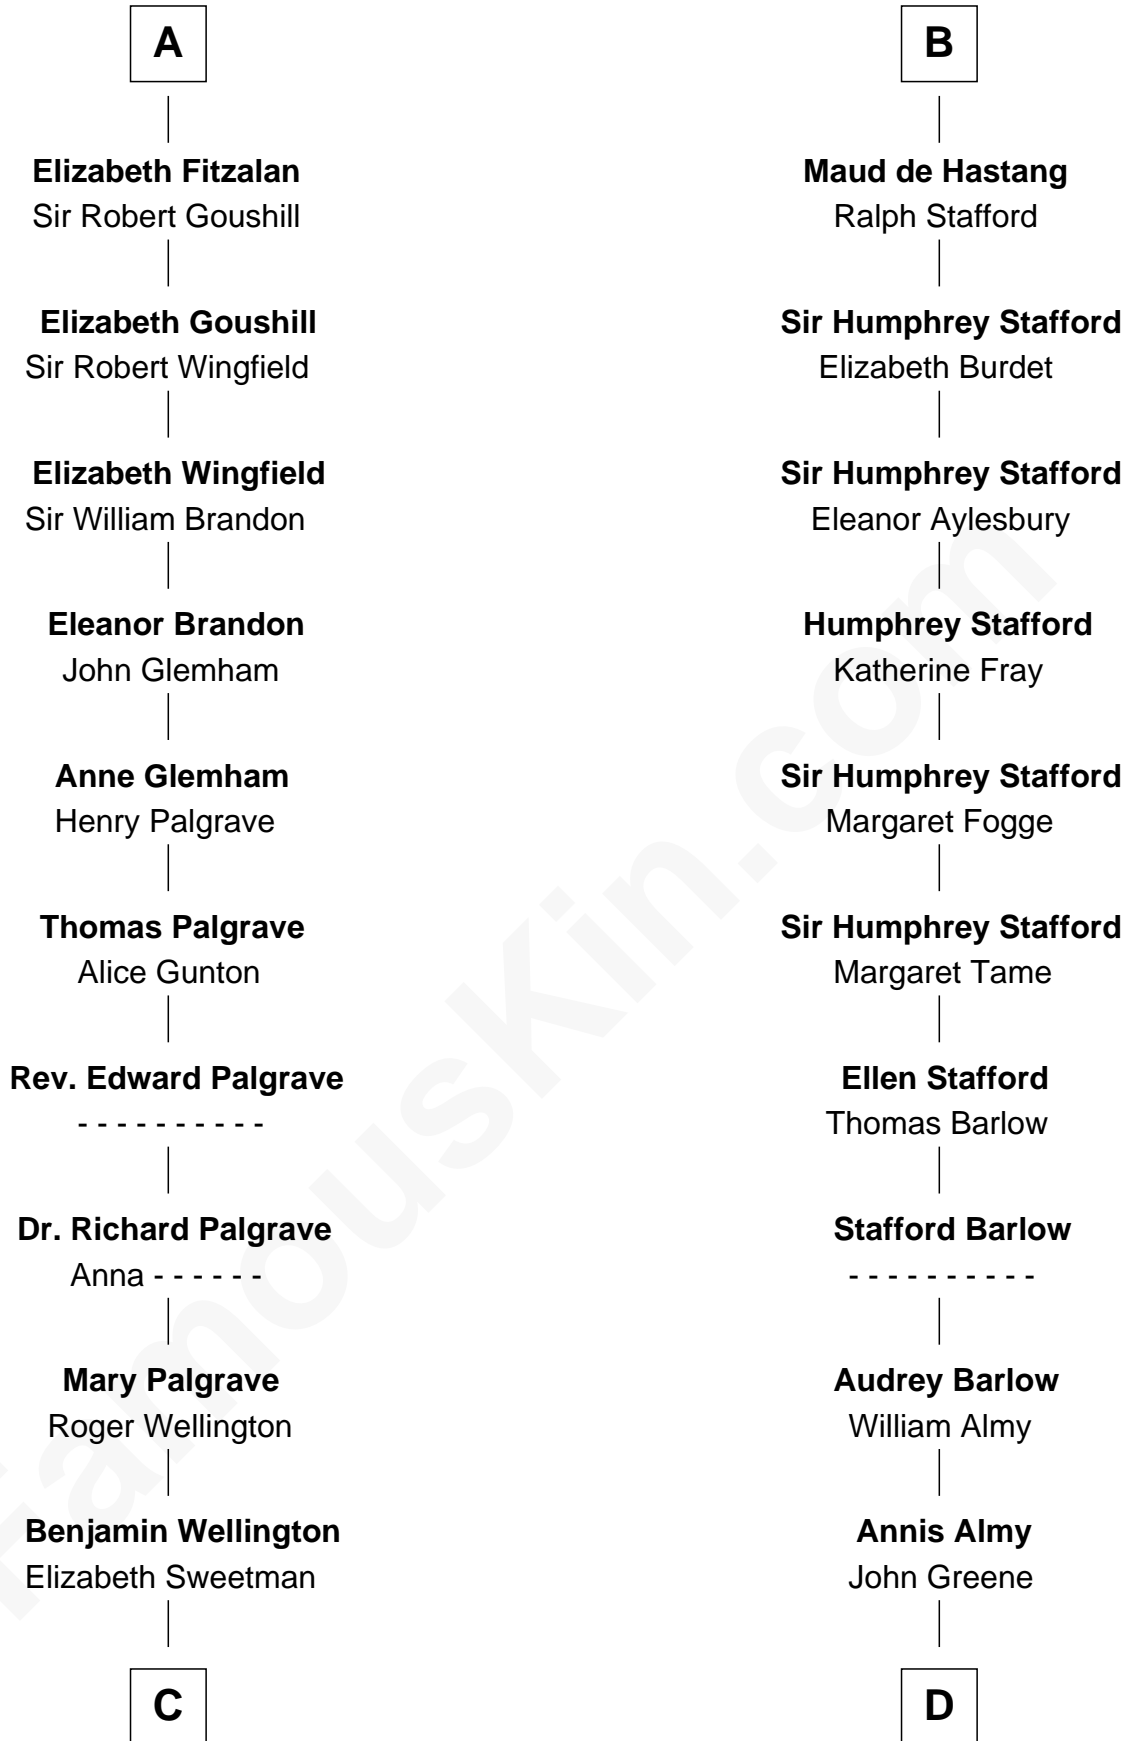 A
Elizabeth Fitzalan
Sir Robert Goushill
Elizabeth Goushill
Sir Robert Wingfield
Elizabeth Wingfield
Sir William Brandon
Eleanor Brandon
John Glemham
Anne Glemham
Henry Palgrave
Thomas Palgrave
Alice Gunton
Rev. Edward Palgrave
- - - - - - - - - -
Dr. Richard Palgrave
Anna - - - - - -
Mary Palgrave
Roger Wellington
Benjamin Wellington
Elizabeth Sweetman
C
B
Maud de Hastang
Ralph Stafford
Sir Humphrey Stafford
Elizabeth Burdet
Sir Humphrey Stafford
Eleanor Aylesbury
Humphrey Stafford
Katherine Fray
Sir Humphrey Stafford
Margaret Fogge
Sir Humphrey Stafford
Margaret Tame
Ellen Stafford
Thomas Barlow
Stafford Barlow
- - - - - - - - - -
Audrey Barlow
William Almy
Annis Almy
John Greene
D
FamousKin.com